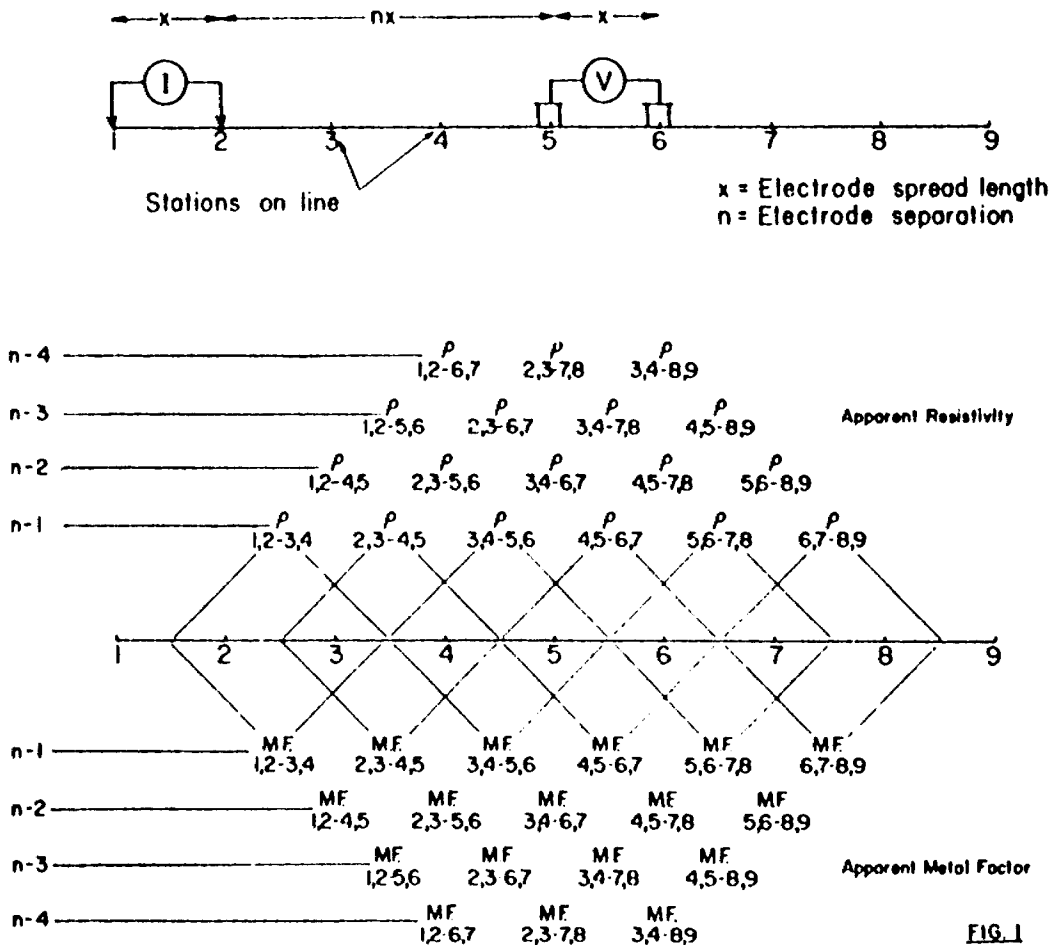 x nx x
I V
1 2 3 4 5 6 7 8 9
Stations on line
x = Electrode spread length
n = Electrode separation
n-4 ρ ρ ρ
1,2-6,7 2,3-7,8 3,4-8,9
n-3 ρ ρ ρ ρ Apparent Resistivity
1,2-5,6 2,3-6,7 3,4-7,8 4,5-8,9
n-2 ρ ρ ρ ρ ρ
1,2-4,5 2,3-5,6 3,4-6,7 4,5-7,8 5,6-8,9
n-1 ρ ρ ρ ρ ρ ρ
1,2-3,4 2,3-4,5 3,4-5,6 4,5-6,7 5,6-7,8 6,7-8,9
1 2 3 4 5 6 7 8 9
n-1 M.F. M.F. M.F. M.F. M.F. M.F.
1,2-3,4 2,3-4,5 3,4-5,6 4,5-6,7 5,6-7,8 6,7-8,9
n-2 M.F. M.F. M.F. M.F. M.F.
1,2-4,5 2,3-5,6 3,4-6,7 4,5-7,8 5,6-8,9
n-3 M.F. M.F. M.F. M.F. Apparent Metal Factor
1,2-5,6 2,3-6,7 3,4-7,8 4,5-8,9
n-4 M.F. M.F. M.F.
1,2-6,7 2,3-7,8 3,4-8,9
FIG. 1